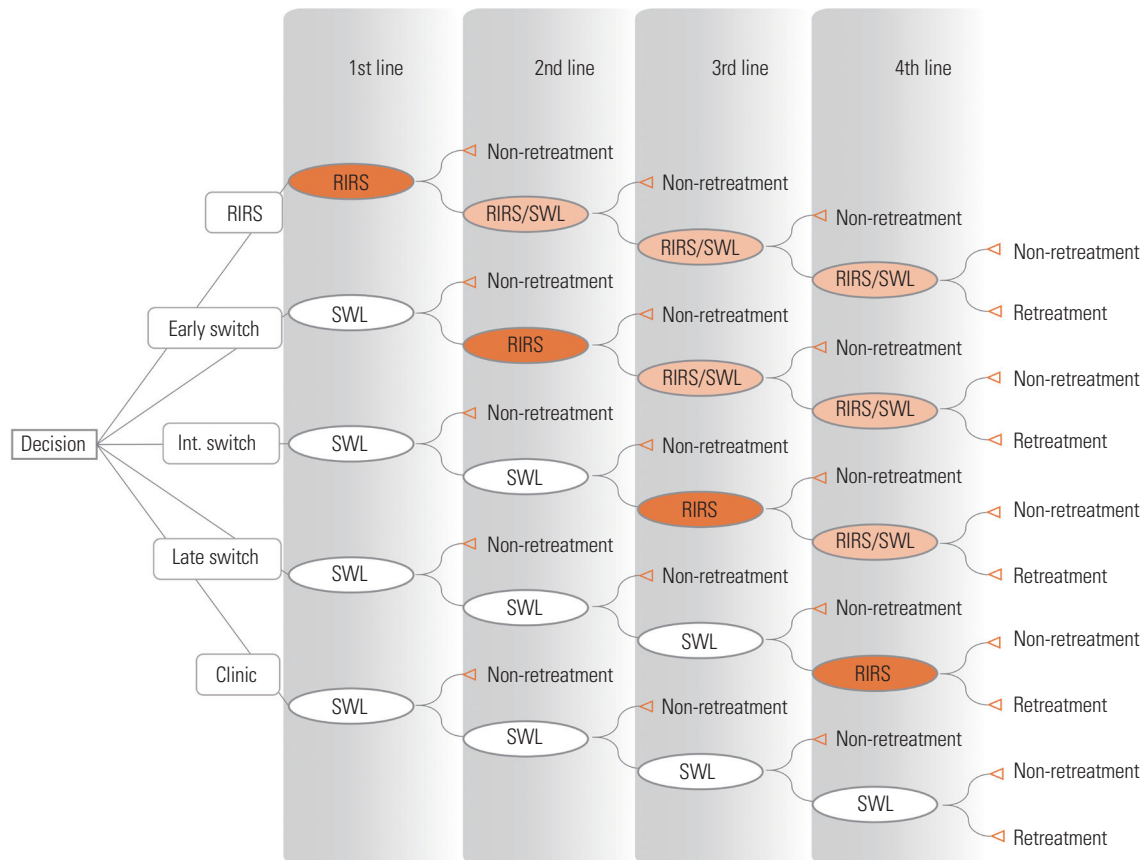 1st line
2nd line
3rd line
4th line
Non-retreatment
RIRS
Non-retreatment
RIRS
RIRS/SWL
Non-retreatment
RIRS/SWL
Non-retreatment
RIRS/SWL
Non-retreatment
Retreatment
Early switch
SWL
Non-retreatment
RIRS
Non-retreatment
RIRS/SWL
Non-retreatment
RIRS/SWL
Retreatment
Non-retreatment
Decision
Int. switch
SWL
Non-retreatment
SWL
Non-retreatment
RIRS
Non-retreatment
RIRS/SWL
Non-retreatment
Late switch
SWL
Non-retreatment
Retreatment
SWL
Non-retreatment
SWL
Non-retreatment
Clinic
Non-retreatment
RIRS
Retreatment
SWL
Non-retreatment
SWL
Non-retreatment
SWL
Non-retreatment
SWL
Retreatment